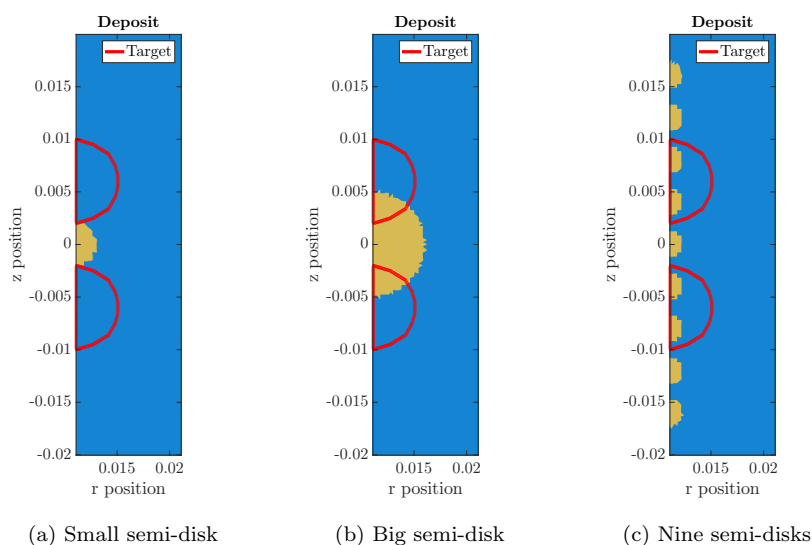 Deposit
Target
0.015
0.01
0.005
0
-0.005
-0.01
-0.015
-0.02
z position
0.015 0.02
r position
(a) Small semi-disk
Deposit
Target
0.015
0.01
0.005
0
-0.005
-0.01
-0.015
-0.02
z position
0.015 0.02
r position
(b) Big semi-disk
Deposit
Target
0.015
0.01
0.005
0
-0.005
-0.01
-0.015
-0.02
z position
0.015 0.02
r position
(c) Nine semi-disks